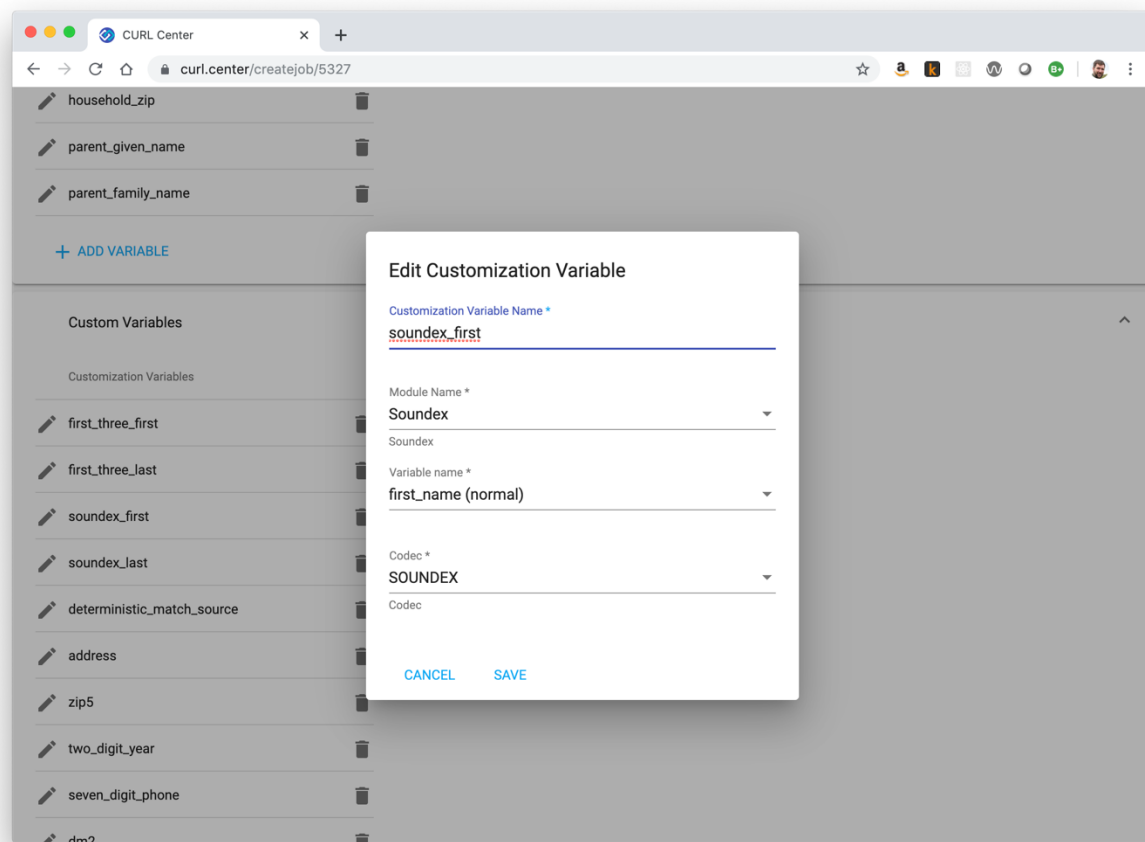 CURL Center
curl.center/createjob/5327
household_zip
parent_given_name
parent_family_name
ADD VARIABLE
Custom Variables
Customization Variables
first_three_first
first_three_last
soundex_first
soundex_last
deterministic_match_source
address
zip5
two_digit_year
seven_digit_phone
dm2
Edit Customization Variable
Customization Variable Name *
soundex_first
Module Name *
Soundex
Soundex
Variable name *
first_name (normal)
Codec *
SOUNDEX
Codec
CANCEL SAVE